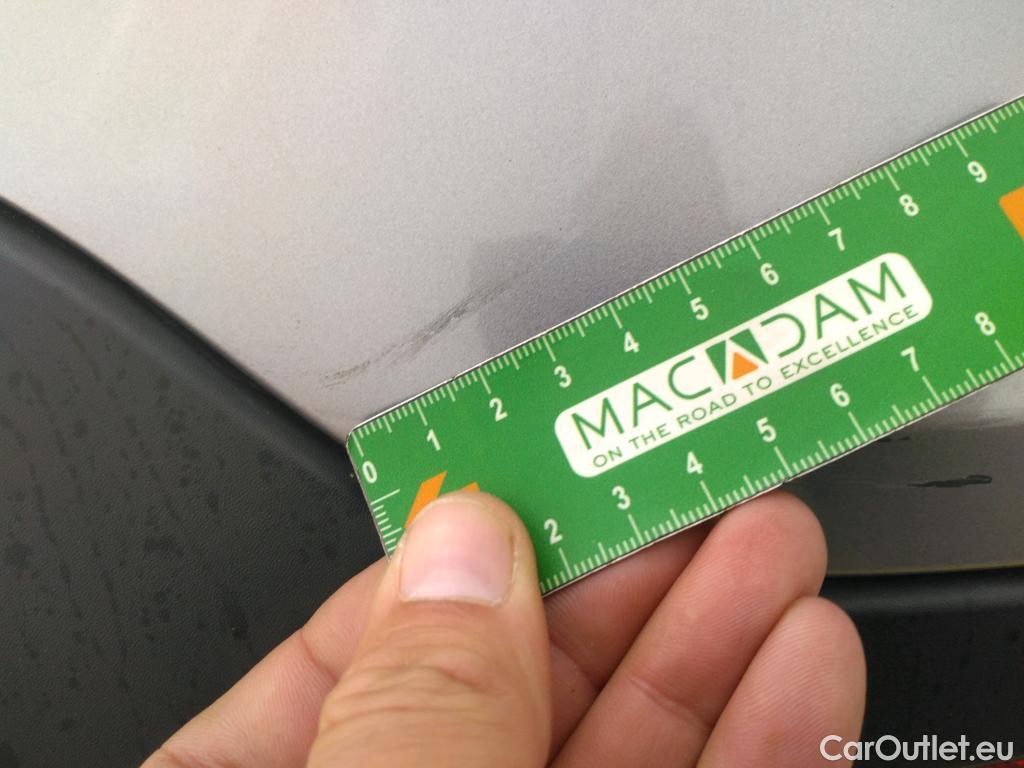 0 1 2 3 4 5 6 7 8 9
MACADAM
ON THE ROAD TO EXCELLENCE
2 3 4 5 6 7 8
CarOutlet.eu